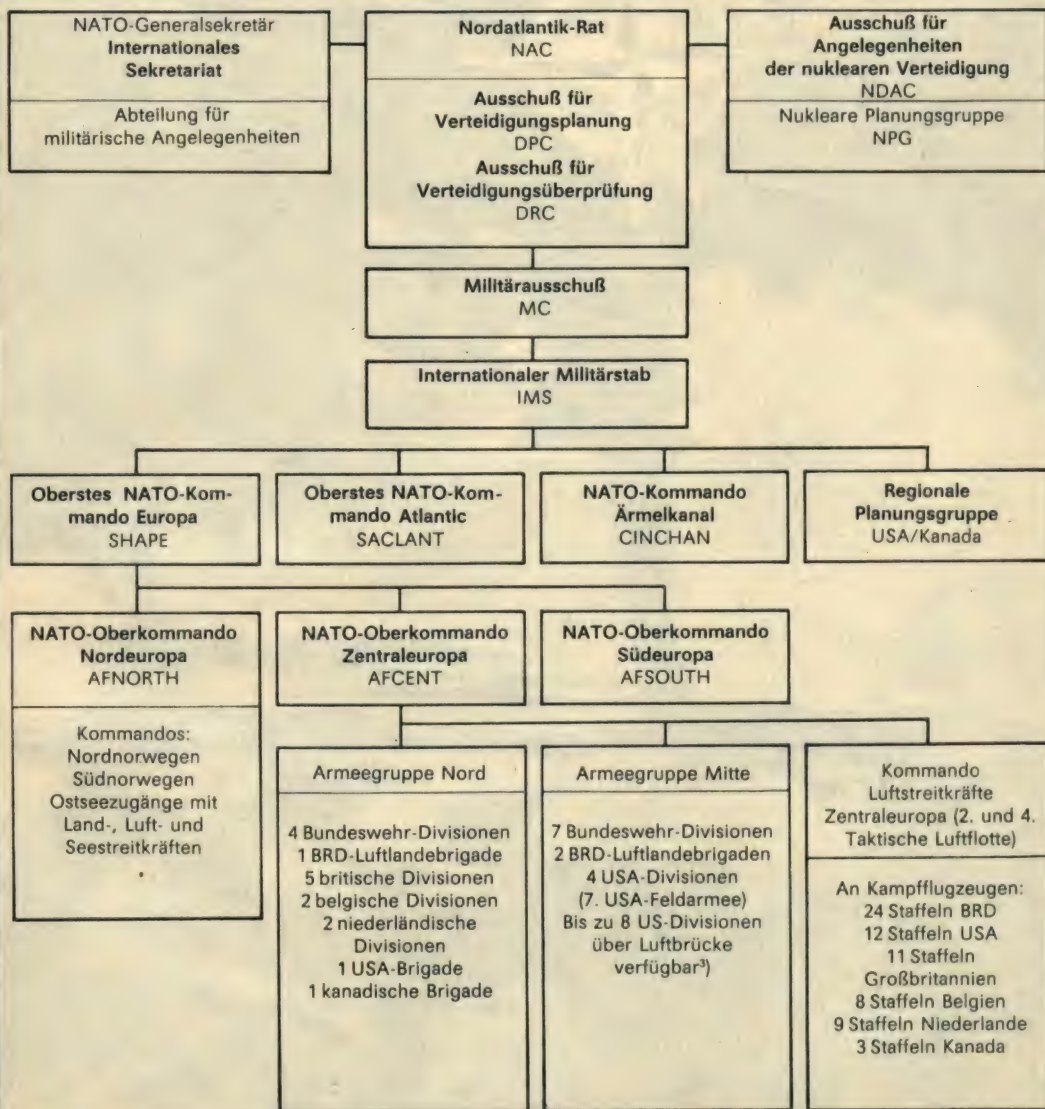 NATO-Generalsekretär
Internationales
Sekretariat
Abteilung für
militärische Angelegenheiten
Nordatlantik-Rat
NAC
Ausschuß für
Verteidigungsplanung
DPC
Ausschuß für
Verteidigungsüberprüfung
DRC
Ausschuß für
Angelegenheiten
der nuklearen Verteidigung
NDAC
Nukleare Planungsgruppe
NPG
Militärausschuß
MC
Internationaler Militärstab
IMS
Oberstes NATO-Kom-
mando Europa
SHAPE
Oberstes NATO-Kom-
mando Atlantic
SACLANT
NATO-Kommando
Ärmelkanal
CINCHAN
Regionale
Planungsgruppe
USA/Kanada
NATO-Oberkommando
Nordeuropa
AFNORTH
Kommandos:
Nordnorwegen
Südnorwegen
Ostseezugänge mit
Land-, Luft- und
Seestreitkräften
NATO-Oberkommando
Zentraleuropa
AFCENT
NATO-Oberkommando
Südeuropa
AFSOUTH
Armeegruppe Nord
4 Bundeswehr-Divisionen
1 BRD-Luftlandebrigade
5 britische Divisionen
2 belgische Divisionen
2 niederländische
Divisionen
1 USA-Brigade
1 kanadische Brigade
Armeegruppe Mitte
7 Bundeswehr-Divisionen
2 BRD-Luftlandebrigaden
4 USA-Divisionen
(7. USA-Feldarmee)
Bis zu 8 US-Divisionen
über Luftbrücke
verfügbar³)
Kommando
Luftstreitkräfte
Zentraleuropa (2. und 4.
Taktische Luftflotte)
An Kampfflugzeugen:
24 Staffeln BRD
12 Staffeln USA
11 Staffeln
Großbritannien
8 Staffeln Belgien
9 Staffeln Niederlande
3 Staffeln Kanada